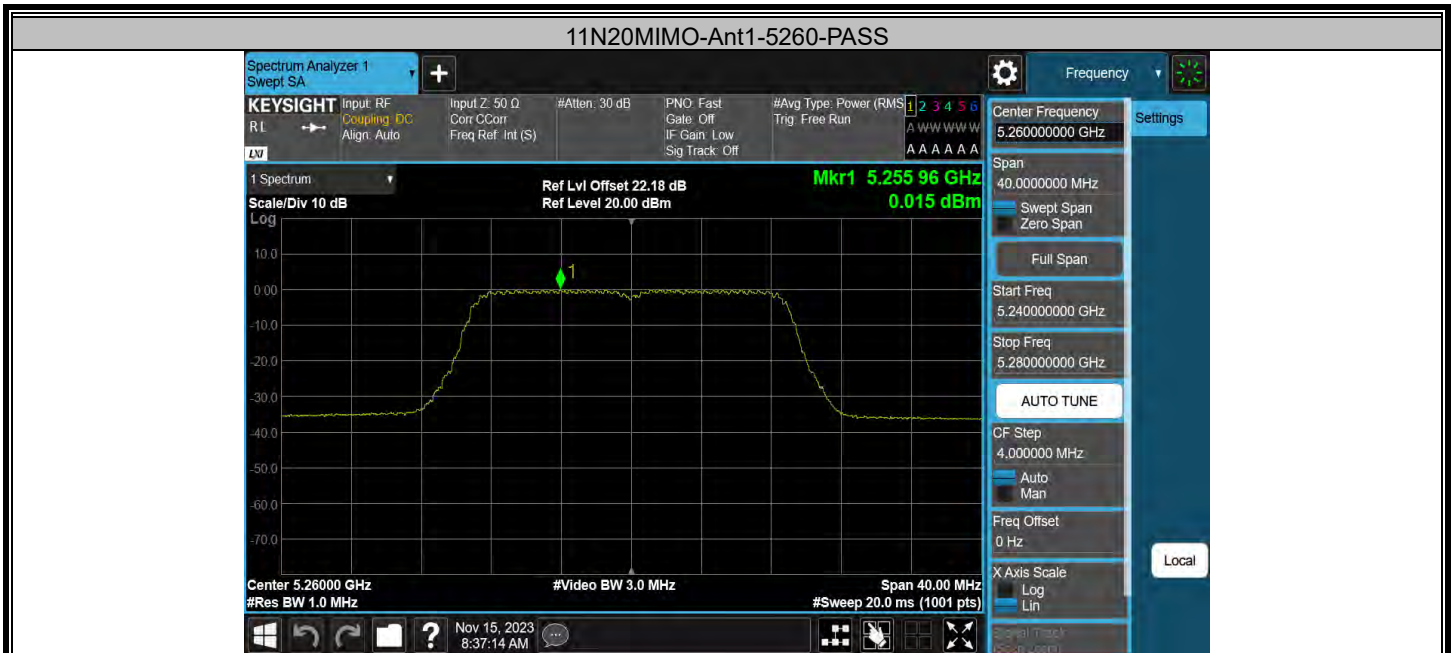 11N20MIMO-Ant1-5260-PASS
Spectrum Analyzer 1
Swept SA
Frequency
KEYSIGHT
RL
LXI
Input: RF
Coupling: DC
Align: Auto
Input Z: 50 Ω
Corr CCorr
Freq Ref: Int (S)
#Atten: 30 dB
PNO: Fast
Gate: Off
IF Gain: Low
Sig Track: Off
#Avg Type: Power (RMS
Trig: Free Run
1 2 3 4 5 6
A W W W W W
A A A A A A
1 Spectrum
Scale/Div 10 dB
Log
Ref Lvl Offset 22.18 dB
Ref Level 20.00 dBm
Mkr1 5.255 96 GHz
0.015 dBm
10.0
0.00
-10.0
-20.0
-30.0
-40.0
-50.0
-60.0
-70.0
1
Center 5.26000 GHz
#Res BW 1.0 MHz
#Video BW 3.0 MHz
Span 40.00 MHz
#Sweep 20.0 ms (1001 pts)
Center Frequency
5.260000000 GHz
Settings
Span
40.0000000 MHz
Swept Span
Zero Span
Full Span
Start Freq
5.240000000 GHz
Stop Freq
5.280000000 GHz
AUTO TUNE
CF Step
4.000000 MHz
Auto
Man
Freq Offset
0 Hz
X Axis Scale
Log
Lin
Local
Signal Track
?
Nov 15, 2023
8:37:14 AM